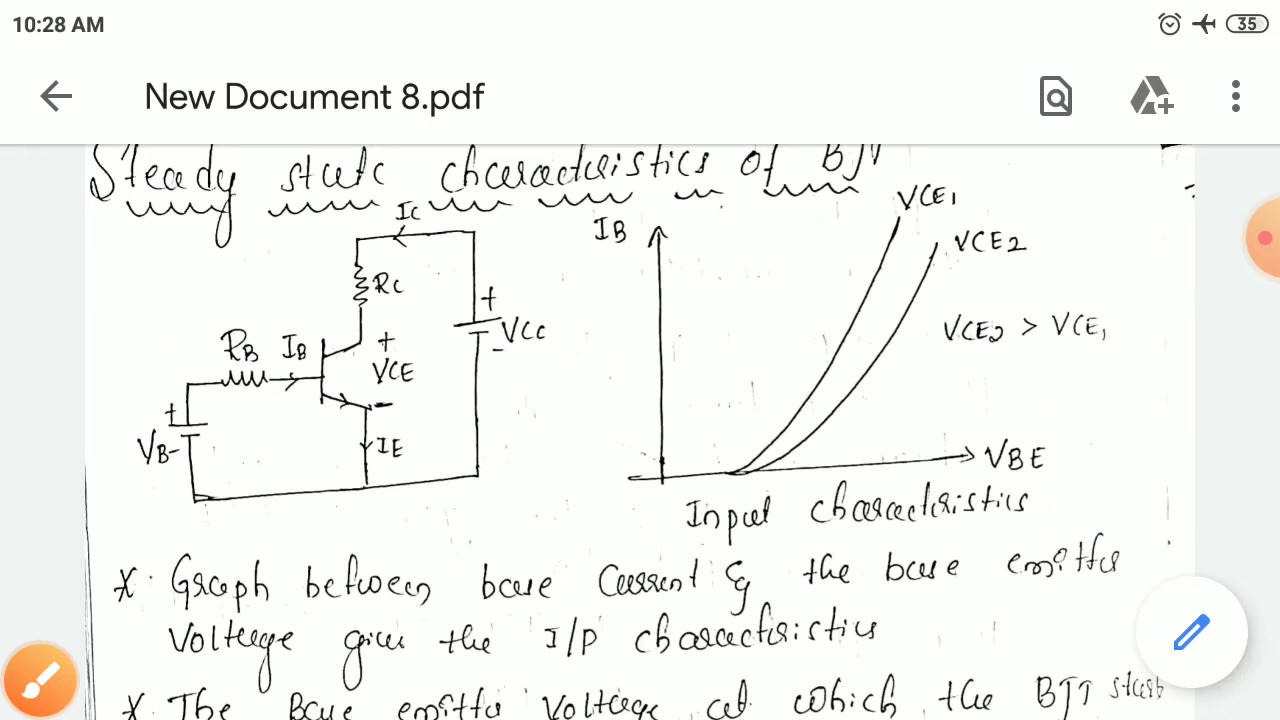 10:28 AM
35
New Document 8.pdf
Steady state characteristics of BJT
IC
RC
+
VCC
-
RB IB
+
VCE
-
+
VB-
IE
IB
VCE1
VCE2
VCE2 > VCE1
VBE
Input characteristics
* Graph between base Current & the base emitter
Voltage gives the I/P characteristics
* The Base emitter Voltage at which the BJT start